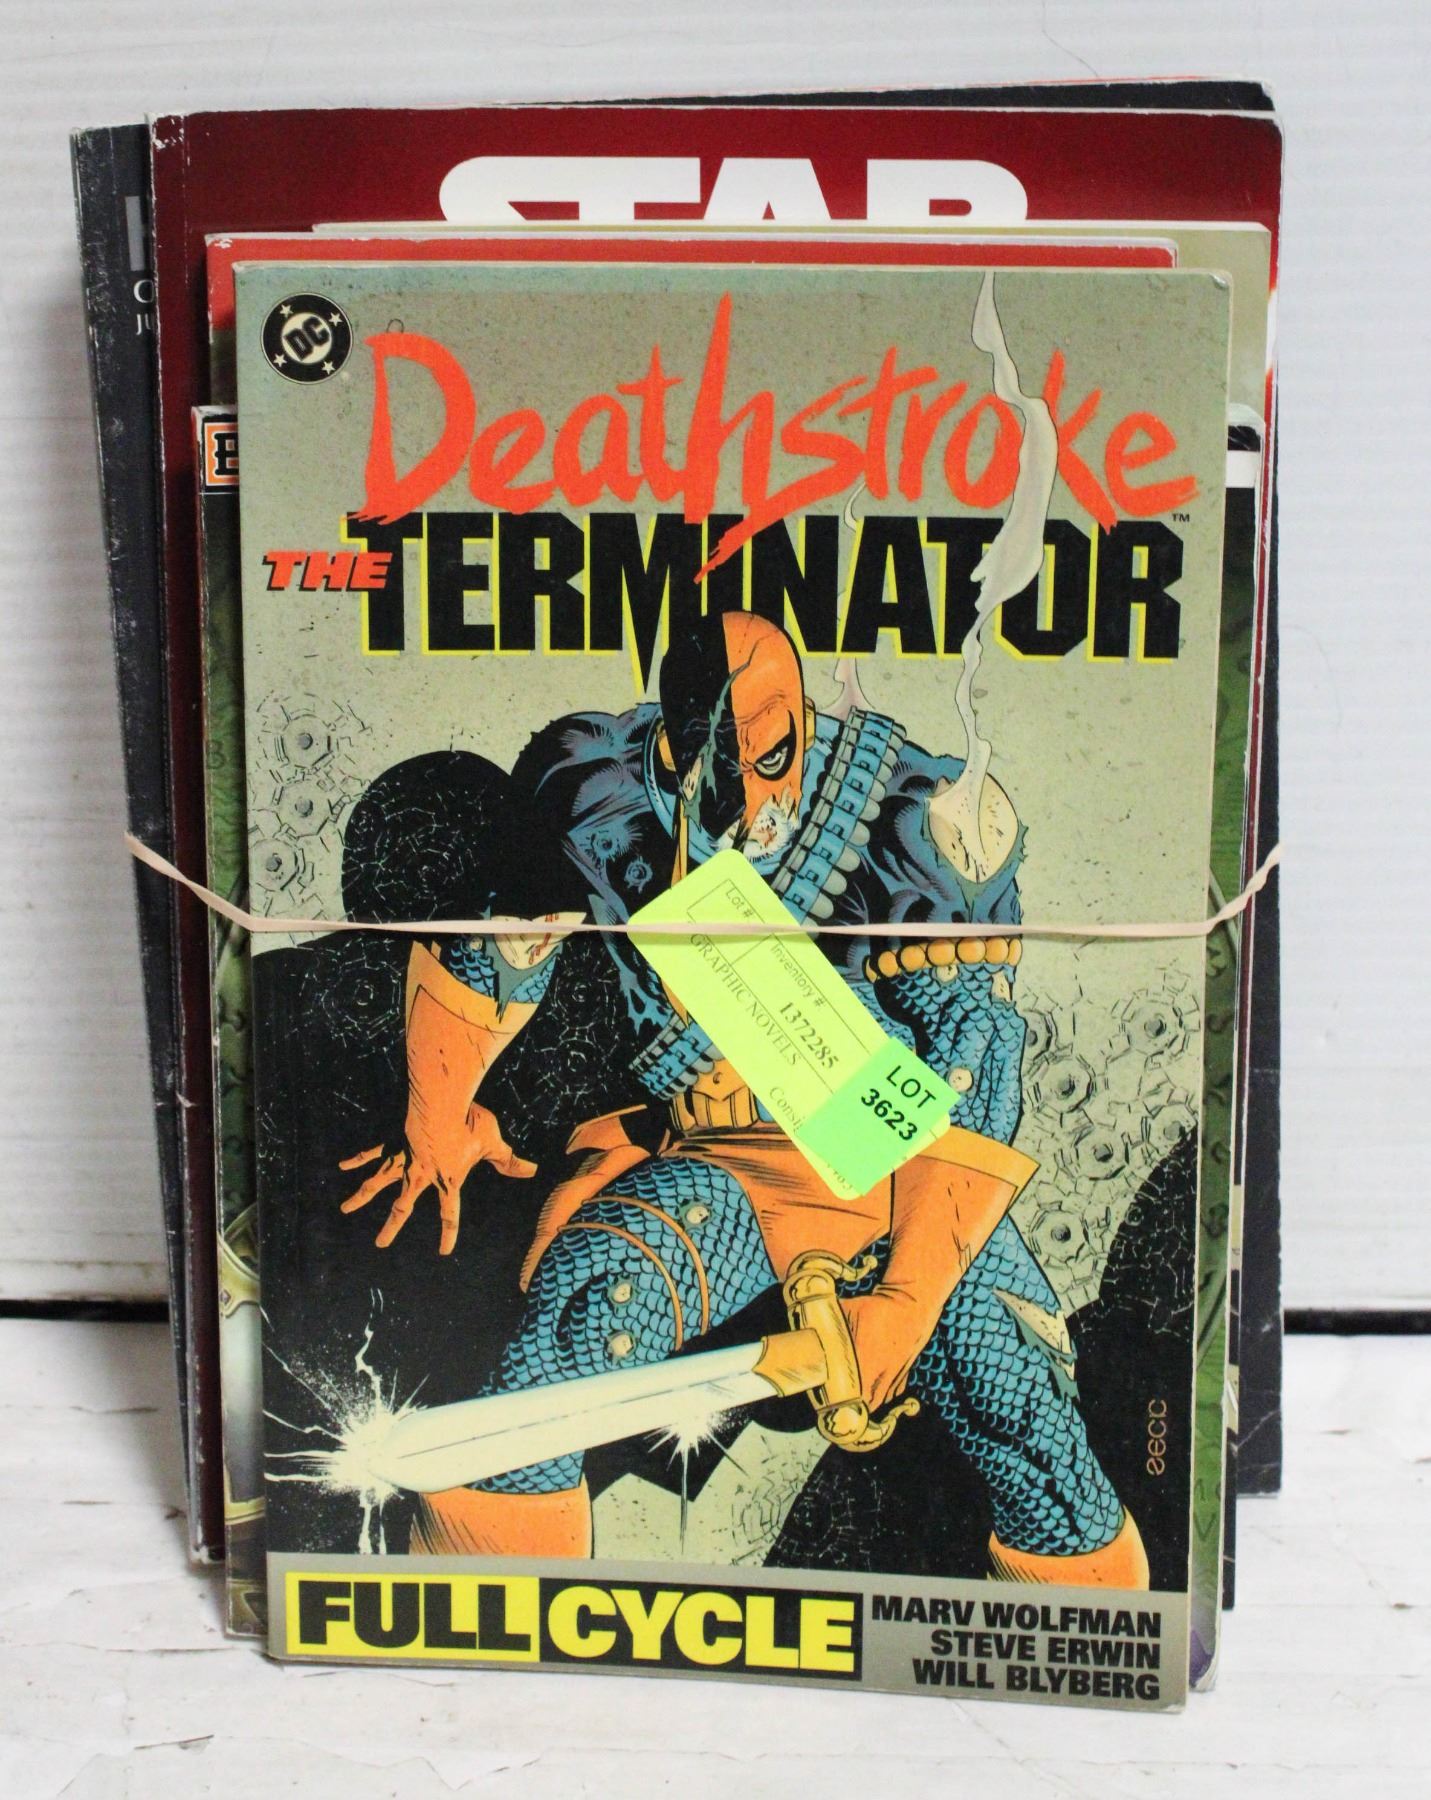 STAR
DC
Deathstroke
THE TERMINATOR™
Lot #
Inventory #:
1372285
GRAPHIC NOVELS
LOT
3623
FULL CYCLE
MARV WOLFMAN
STEVE ERWIN
WILL BLYBERG